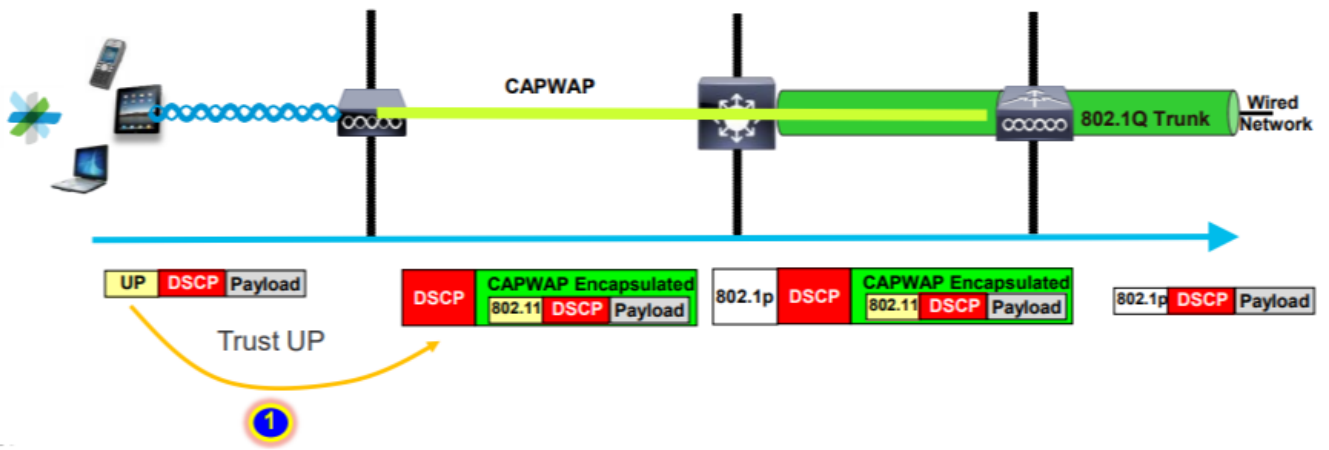 CAPWAP
802.1Q Trunk
Wired
Network
UP DSCP Payload
DSCP
CAPWAP Encapsulated
802.11 DSCP Payload
802.1p DSCP
CAPWAP Encapsulated
802.11 DSCP Payload
802.1p DSCP Payload
Trust UP
1